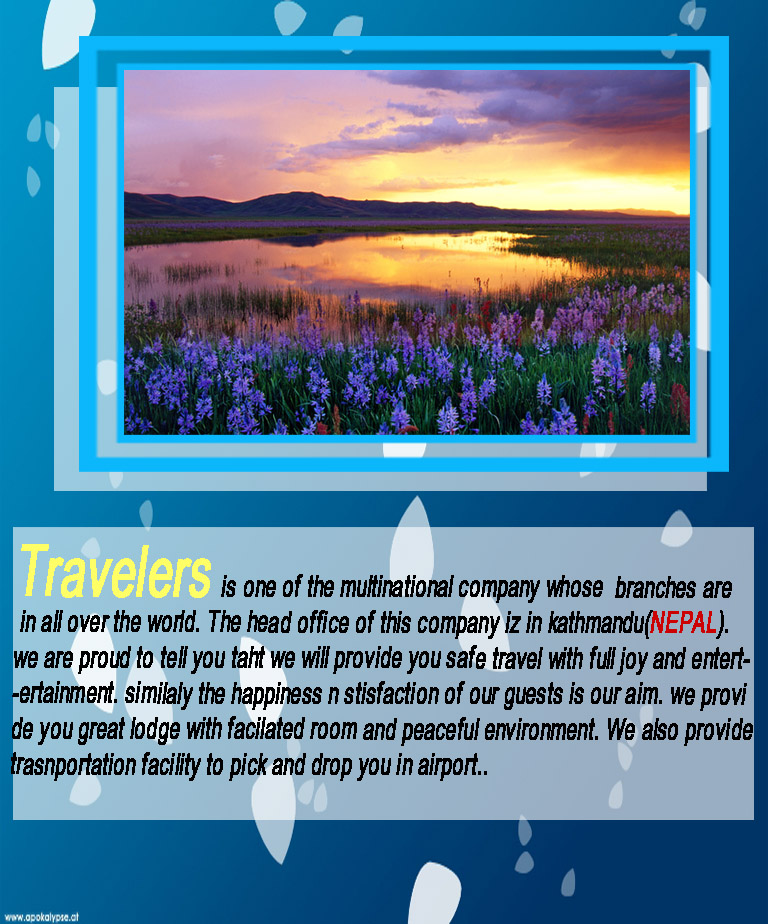 Travelers is one of the multinational company whose branches are
in all over the world. The head office of this company iz in kathmandu(NEPAL).
we are proud to tell you taht we will provide you safe travel with full joy and entert-
-ertainment. similaly the happiness n stisfaction of our guests is our aim. we provi
de you great lodge with facilated room and peaceful environment. We also provide
trasnportation facility to pick and drop you in airport..
www.apokalypse.at